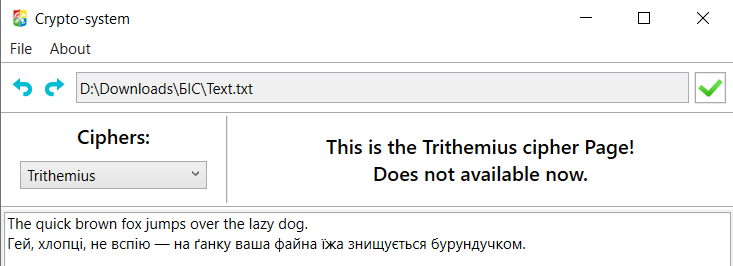 Crypto-system
File About
D:\Downloads\БІС\Text.txt
Ciphers:
Trithemius
This is the Trithemius cipher Page!
Does not available now.
The quick brown fox jumps over the lazy dog.
Гей, хлопці, не вспію — на ґанку ваша файна їжа знищується бурундучком.